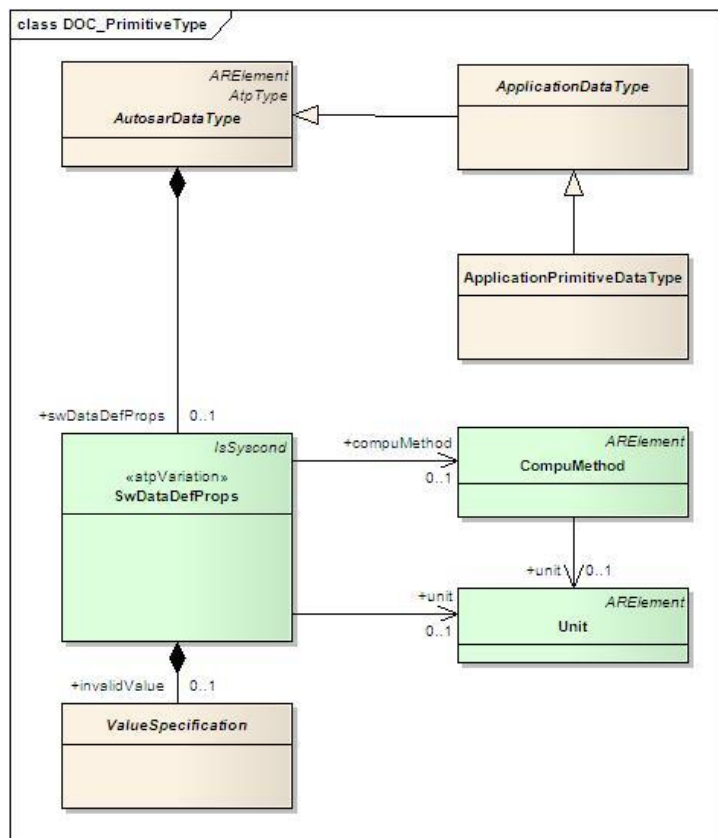 class DOC_PrimitiveType
ARElement
AtpType
AutosarDataType
ApplicationDataType
ApplicationPrimitiveDataType
+swDataDefProps 0..1
IsSyscond
«atpVariation»
SwDataDefProps
+compuMethod
0..1
ARElement
CompuMethod
+unit 0..1
+unit
0..1
ARElement
Unit
+invalidValue 0..1
ValueSpecification